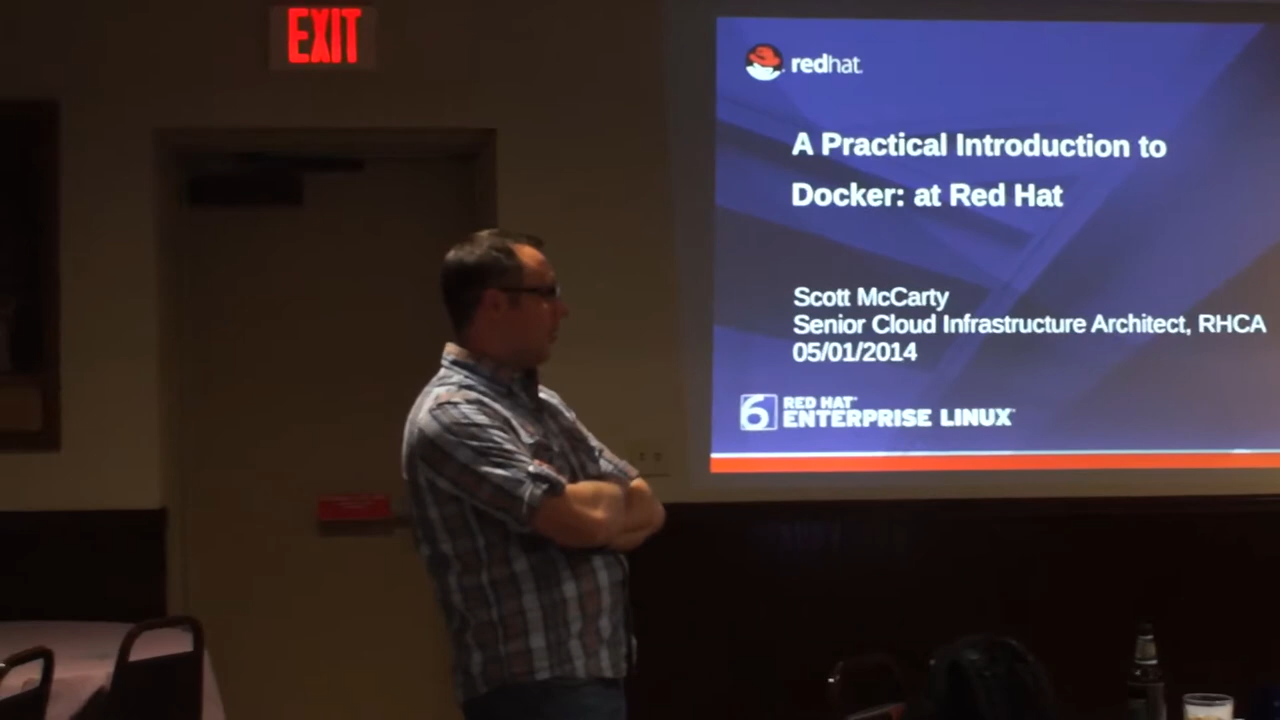 EXIT
redhat.
A Practical Introduction to
Docker: at Red Hat
Scott McCarty
Senior Cloud Infrastructure Architect, RHCA
05/01/2014
6 RED HAT
ENTERPRISE LINUX